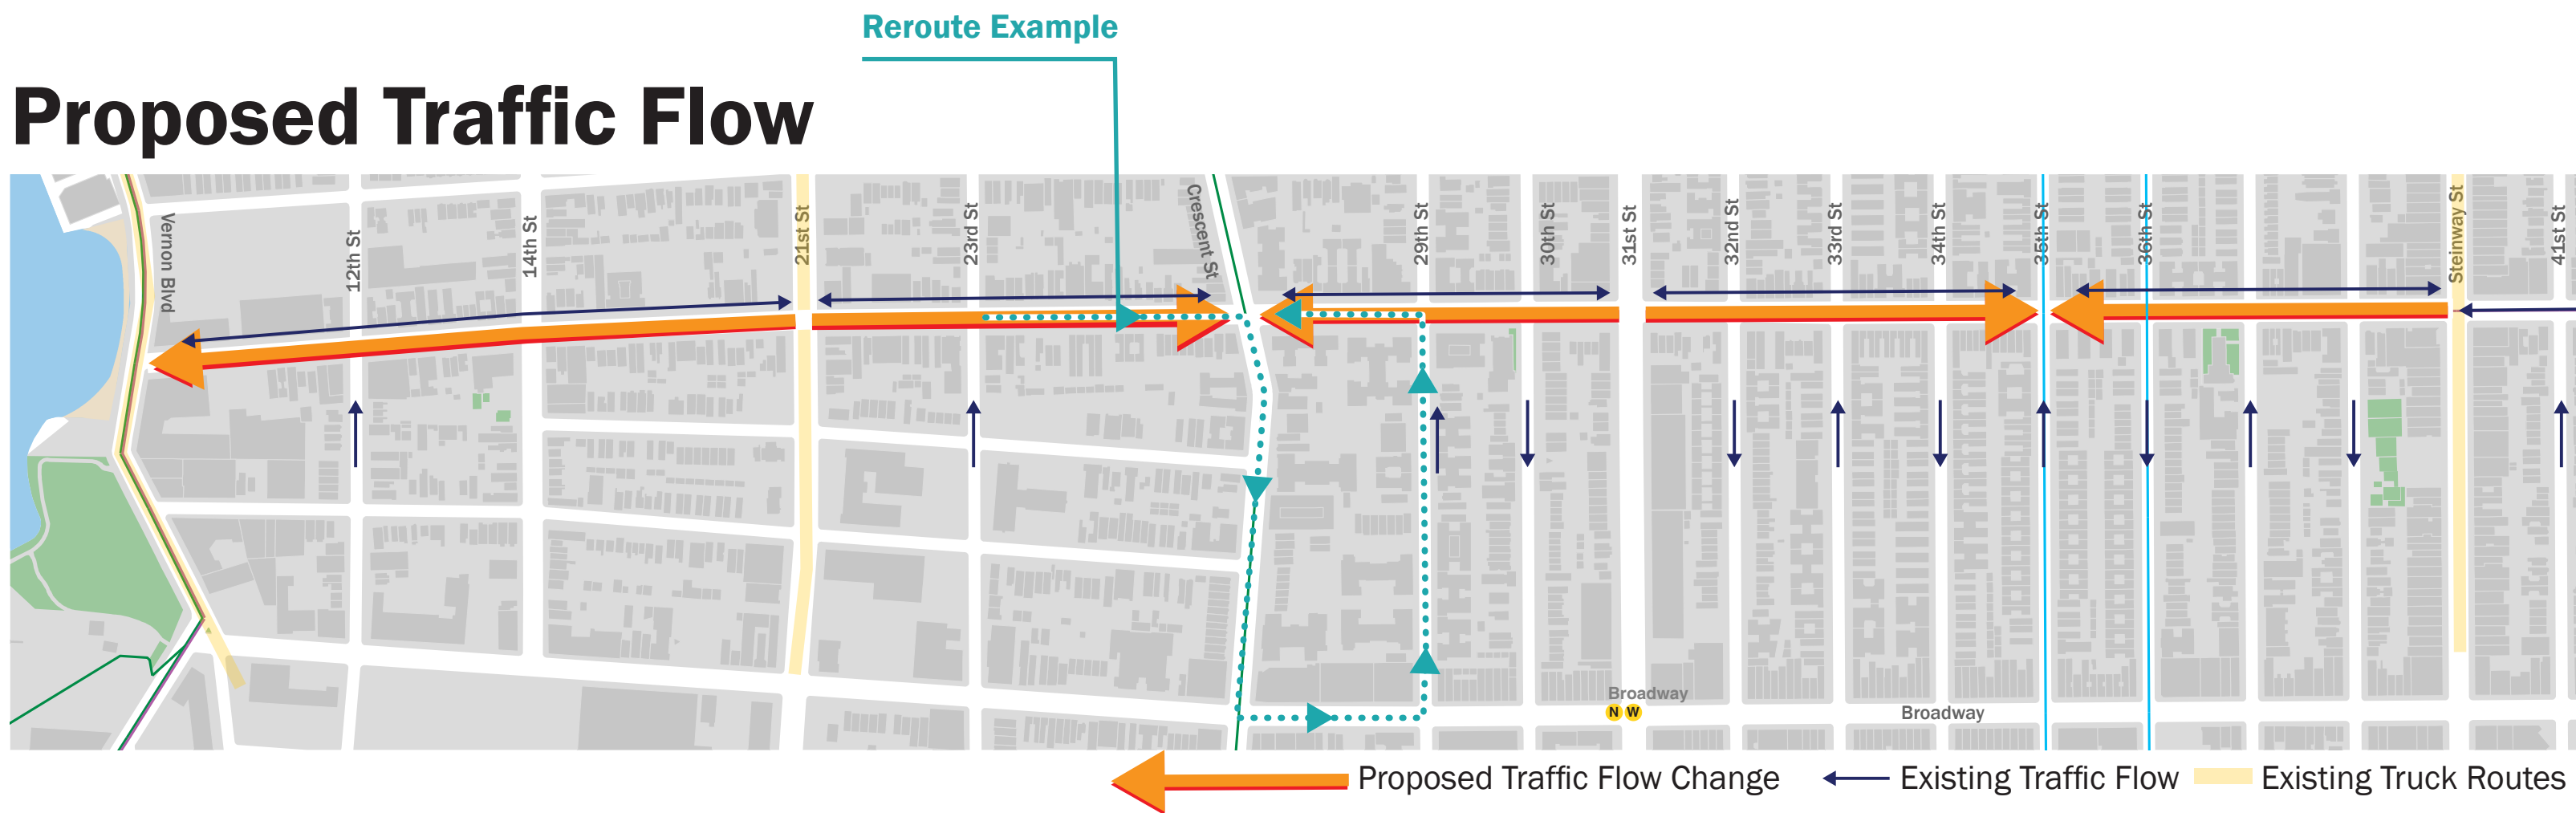 Reroute Example
Proposed Traffic Flow
Vernon Blvd
12th St
14th St
21st St
23rd St
Crescent St
29th St
30th St
31st St
32nd St
33rd St
34th St
35th St
36th St
Steinway St
41st St
Broadway
N W
Broadway
Proposed Traffic Flow Change
Existing Traffic Flow
Existing Truck Routes